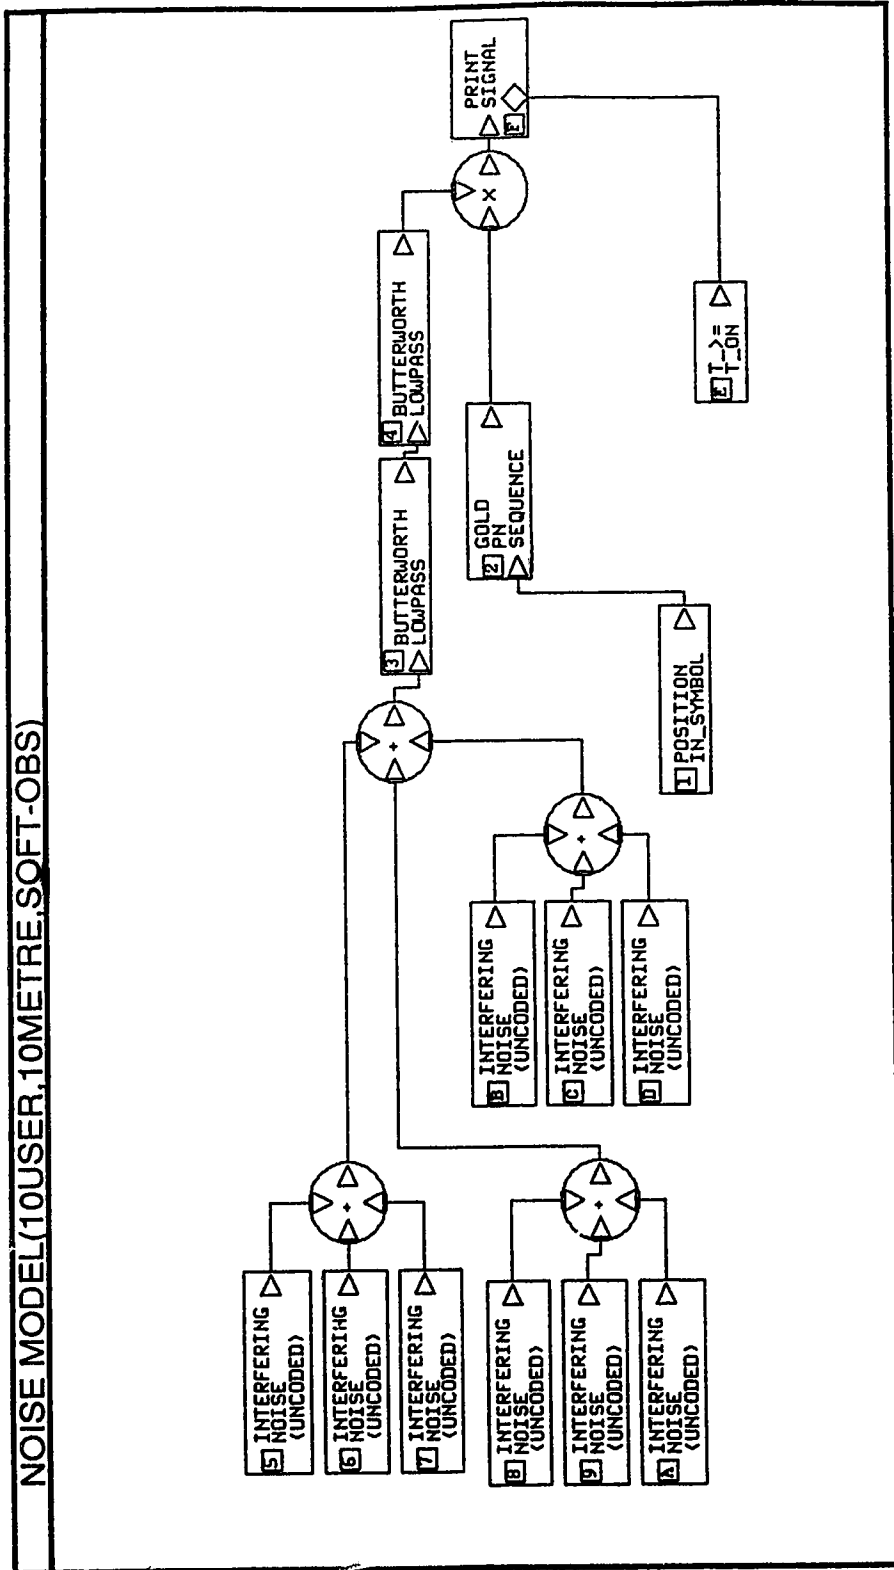 NOISE MODEL(10USER,10METRE,SOFT-OBS)
5 INTERFERING
NOISE
(UNCODED)
6 INTERFERING
NOISE
(UNCODED)
7 INTERFERING
NOISE
(UNCODED)
+
8 INTERFERING
NOISE
(UNCODED)
9 INTERFERING
NOISE
(UNCODED)
A INTERFERING
NOISE
(UNCODED)
+
B INTERFERING
NOISE
(UNCODED)
C INTERFERING
NOISE
(UNCODED)
D INTERFERING
NOISE
(UNCODED)
+
+
3 BUTTERWORTH
LOWPASS
4 BUTTERWORTH
LOWPASS
1 POSITION
IN_SYMBOL
2 GOLD
PN
SEQUENCE
X
E T_>=
T_ON
PRINT
SIGNAL
F